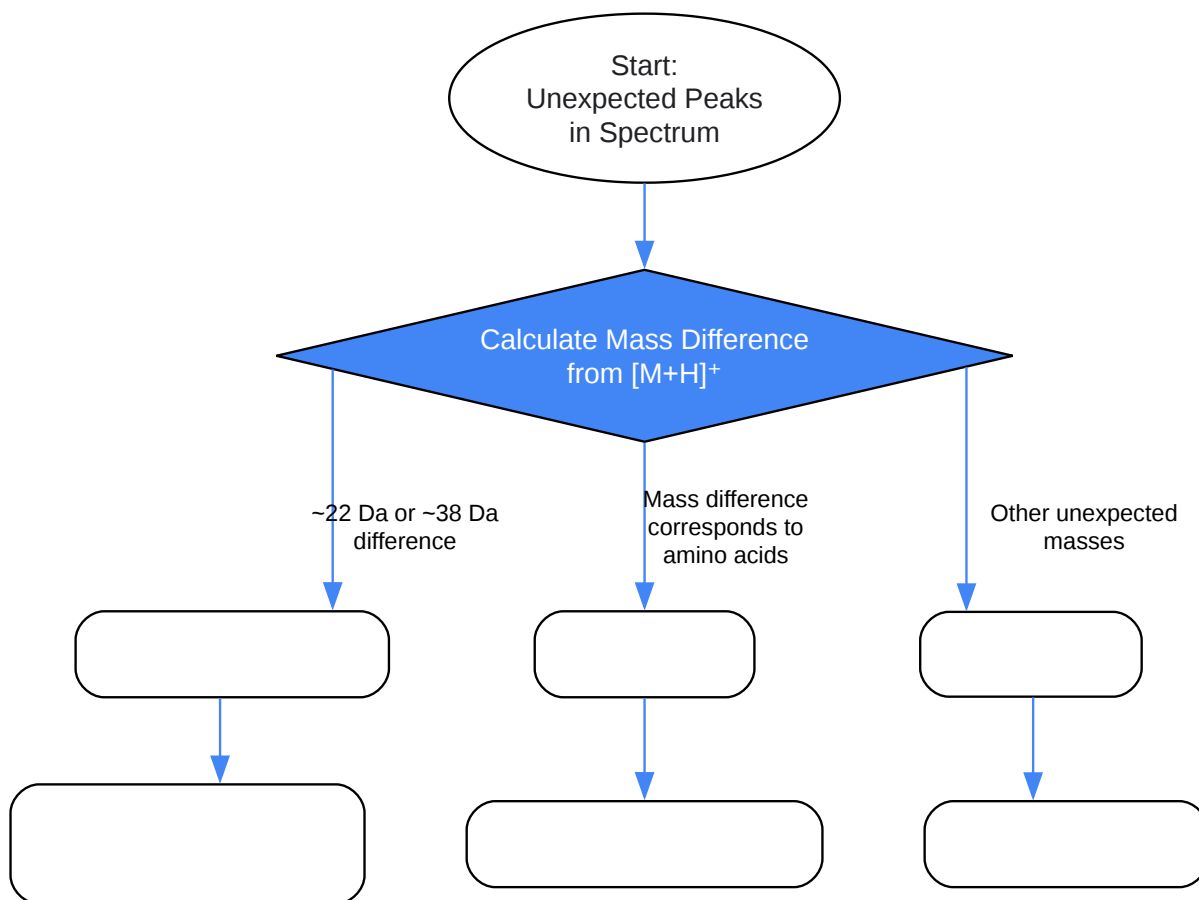 Start:
Unexpected Peaks
in Spectrum
Calculate Mass Difference
from [M+H]⁺
~22 Da or ~38 Da
difference
Mass difference
corresponds to
amino acids
Other unexpected
masses